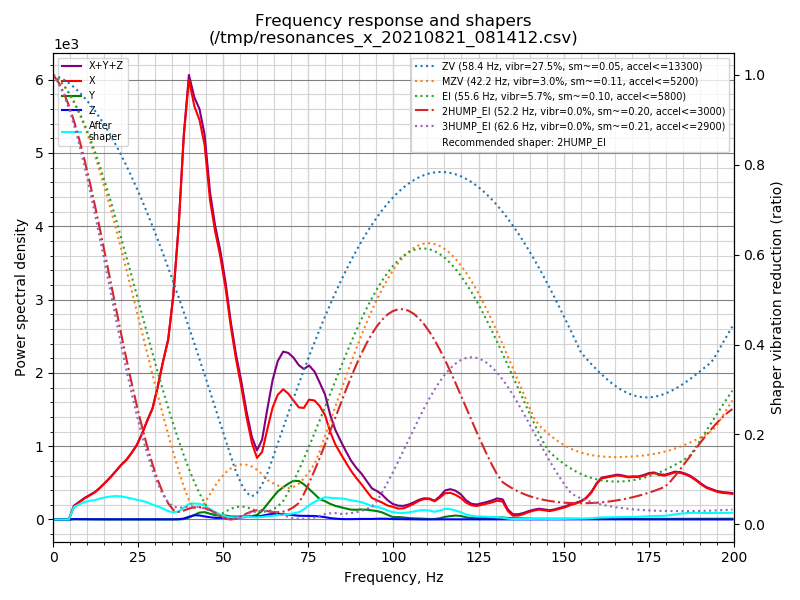 Frequency response and shapers
(/tmp/resonances_x_20210821_081412.csv)
1e3
X+Y+Z
X
Y
Z
After
shaper
ZV (58.4 Hz, vibr=27.5%, sm~=0.05, accel<=13300)
MZV (42.2 Hz, vibr=3.0%, sm~=0.11, accel<=5200)
EI (55.6 Hz, vibr=5.7%, sm~=0.10, accel<=5800)
2HUMP_EI (52.2 Hz, vibr=0.0%, sm~=0.20, accel<=3000)
3HUMP_EI (62.6 Hz, vibr=0.0%, sm~=0.21, accel<=2900)
Recommended shaper: 2HUMP_EI
6
5
4
3
2
1
0
Power spectral density
1.0
0.8
0.6
0.4
0.2
0.0
Shaper vibration reduction (ratio)
0 25 50 75 100 125 150 175 200
Frequency, Hz